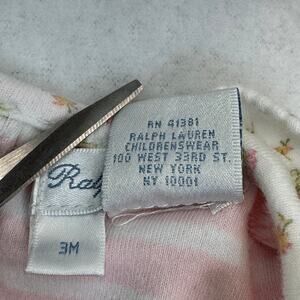 RN 41381
RALPH LAUREN
CHILDRENSWEAR
100 WEST 33RD ST.
NEW YORK
NY 10001
Ral
3M